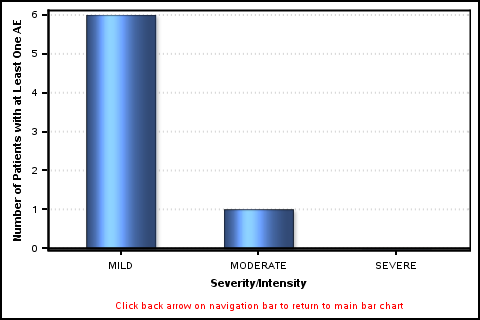 Number of Patients with at Least One AE
6
5
4
3
2
1
0
MILD MODERATE SEVERE
Severity/Intensity
Click back arrow on navigation bar to return to main bar chart